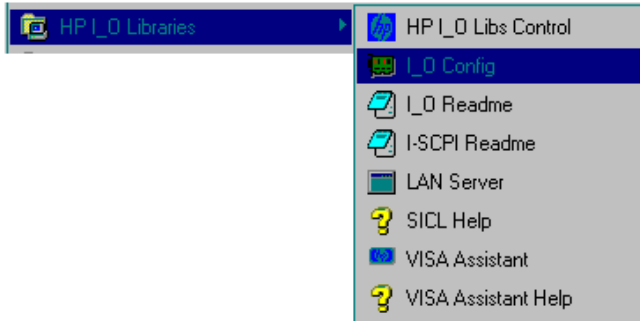 HP I_O Libraries
HP I_O Libs Control
I_O Config
I_O Readme
I-SCPI Readme
LAN Server
SICL Help
VISA Assistant
VISA Assistant Help